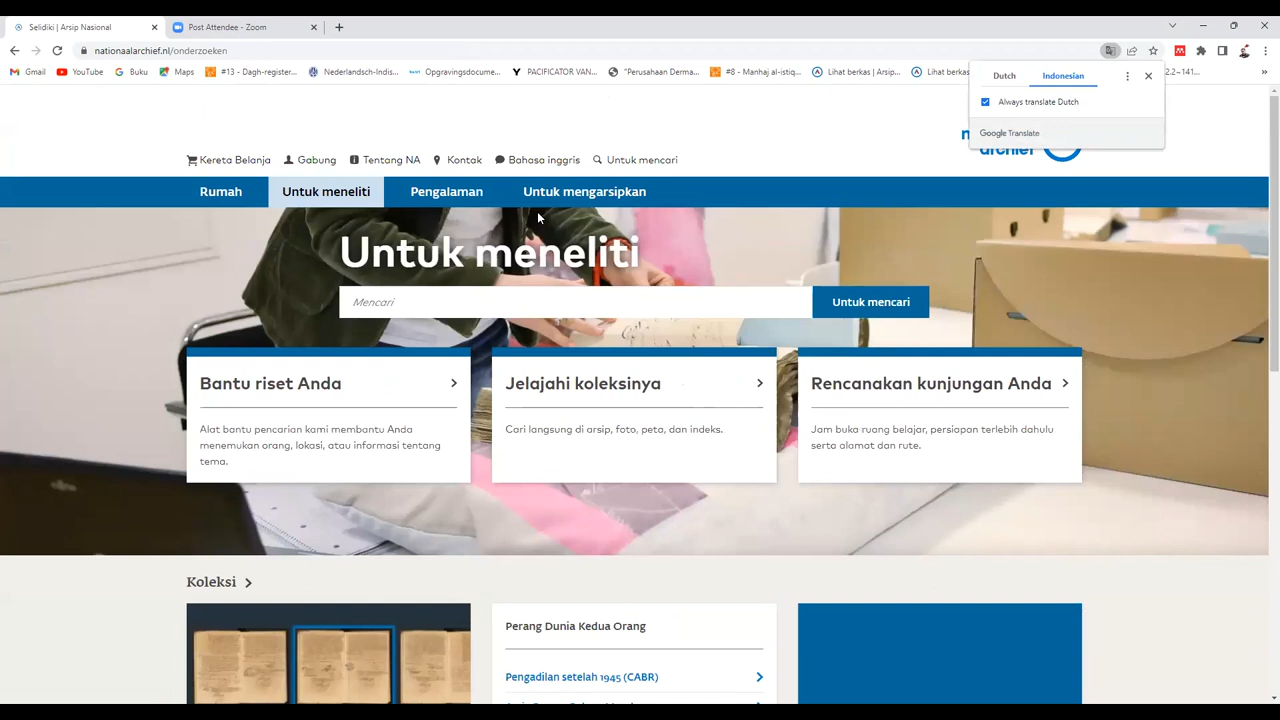 Selidiki | Arsip Nasional
Post Attendee - Zoom
nationaalarchief.nl/onderzoeken
Gmail
YouTube
Buku
Maps
#13 - Dagh-register...
Nederlandsch-Indis...
Opgravingsdocume...
PACIFICATOR VAN...
"Perusahaan Derma...
#8 - Manhaj al-istiq...
Lihat berkas | Arsip...
Lihat berkas
2.2~141...
Dutch
Indonesian
Always translate Dutch
Google Translate
archief
Kereta Belanja
Gabung
Tentang NA
Kontak
Bahasa inggris
Untuk mencari
Rumah
Untuk meneliti
Pengalaman
Untuk mengarsipkan
Untuk meneliti
Mencari
Untuk mencari
Bantu riset Anda
Alat bantu pencarian kami membantu Anda
menemukan orang, lokasi, atau informasi tentang
tema.
Jelajahi koleksinya
Cari langsung di arsip, foto, peta, dan indeks.
Rencanakan kunjungan Anda
Jam buka ruang belajar, persiapan terlebih dahulu
serta alamat dan rute.
Koleksi
Perang Dunia Kedua Orang
Pengadilan setelah 1945 (CABR)